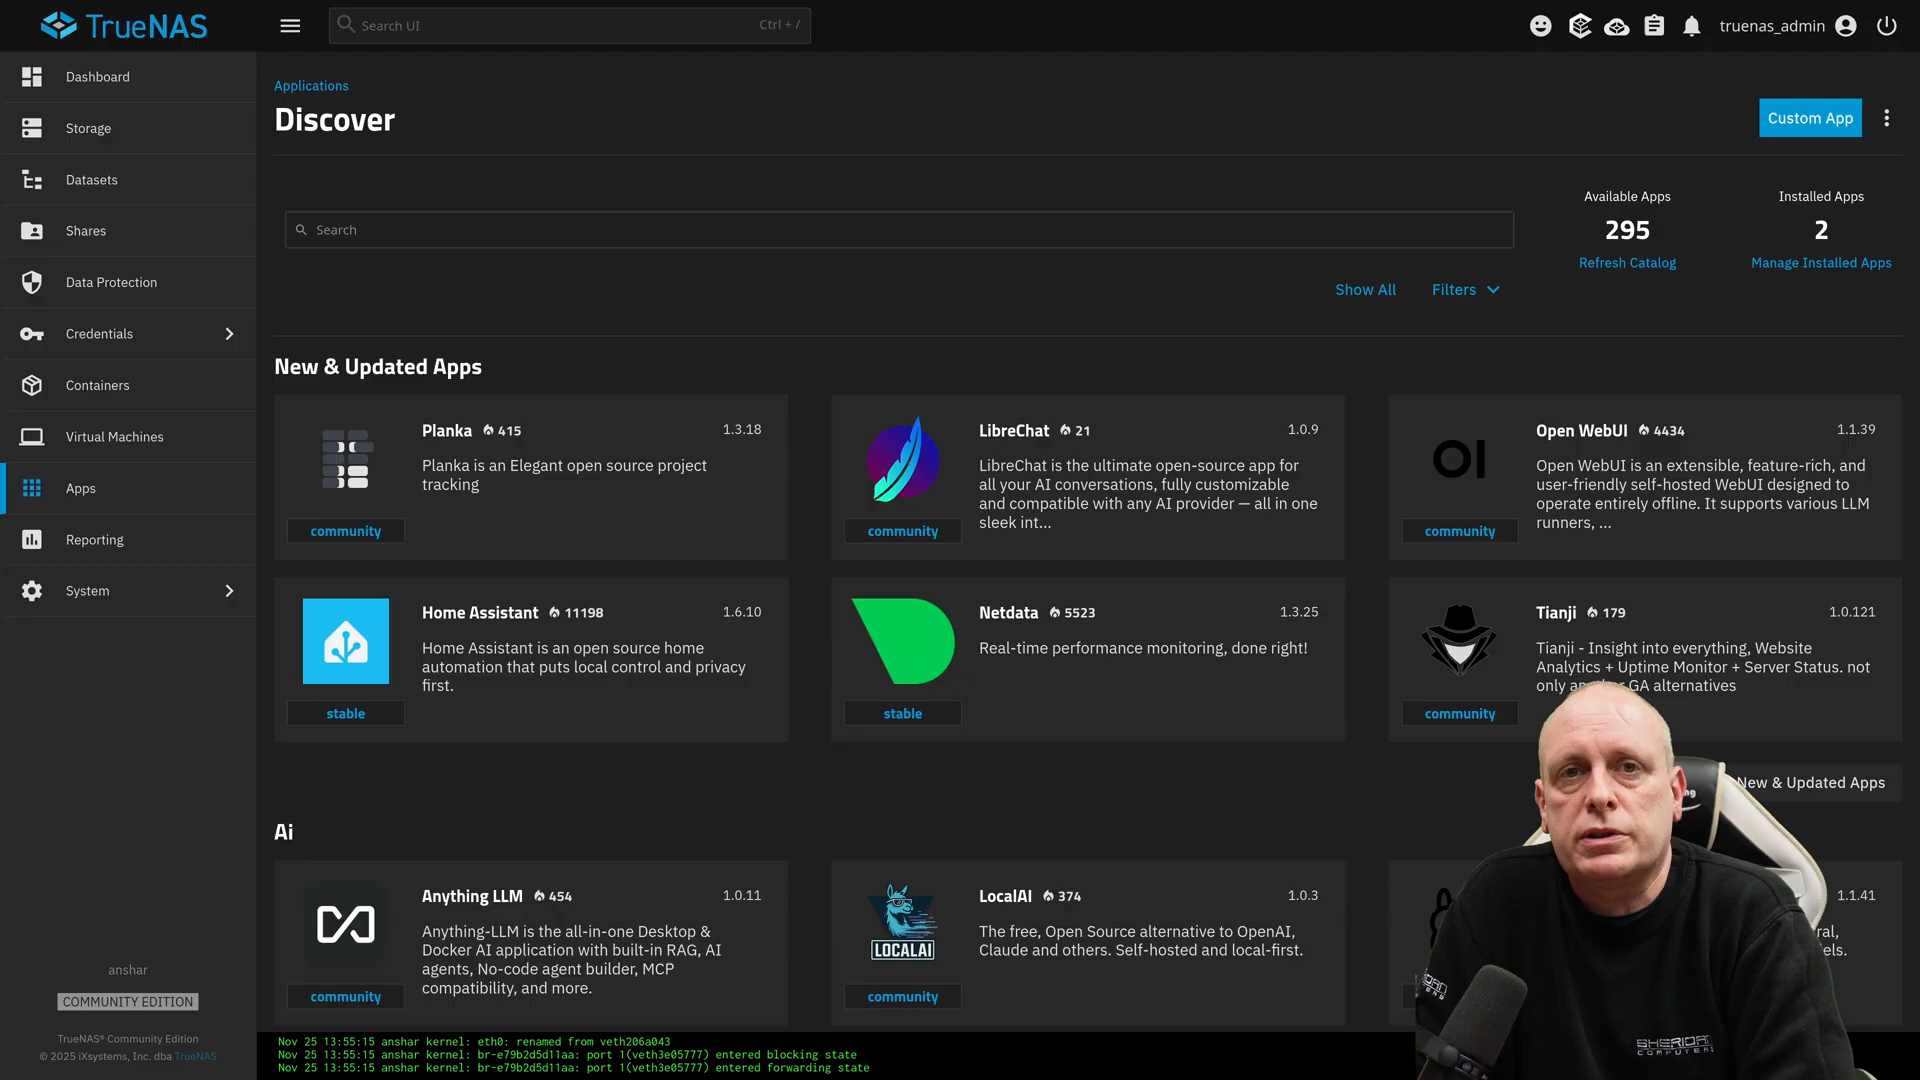 TrueNAS
Search UI
Ctrl + /
truenas_admin
Dashboard
Storage
Datasets
Shares
Data Protection
Credentials
Containers
Virtual Machines
Apps
Reporting
System
anshar
COMMUNITY EDITION
TrueNAS® Community Edition
© 2025 iXsystems, Inc. dba TrueNAS
Applications
Discover
Custom App
Search
Available Apps
295
Refresh Catalog
Installed Apps
2
Manage Installed Apps
Show All
Filters
New & Updated Apps
Planka 415
1.3.18
Planka is an Elegant open source project
tracking
community
LibreChat 21
1.0.9
LibreChat is the ultimate open-source app for
all your AI conversations, fully customizable
and compatible with any AI provider — all in one
sleek int...
community
Open WebUI 4434
1.1.39
Open WebUI is an extensible, feature-rich, and
user-friendly self-hosted WebUI designed to
operate entirely offline. It supports various LLM
runners, ...
community
Home Assistant 11198
1.6.10
Home Assistant is an open source home
automation that puts local control and privacy
first.
stable
Netdata 5523
1.3.25
Real-time performance monitoring, done right!
stable
Tianji 179
1.0.121
Tianji - Insight into everything, Website
Analytics + Uptime Monitor + Server Status. not
only GA alternatives
community
New & Updated Apps
Ai
Anything LLM 454
1.0.11
Anything-LLM is the all-in-one Desktop &
Docker AI application with built-in RAG, AI
agents, No-code agent builder, MCP
compatibility, and more.
community
LOCALAI
LocalAI 374
1.0.3
The free, Open Source alternative to OpenAI,
Claude and others. Self-hosted and local-first.
community
1.1.41
Nov 25 13:55:15 anshar kernel: eth0: renamed from veth206a043
Nov 25 13:55:15 anshar kernel: br-e79b2d5d11aa: port 1(veth3e05777) entered blocking state
Nov 25 13:55:15 anshar kernel: br-e79b2d5d11aa: port 1(veth3e05777) entered forwarding state
SHERIDAN
COMPUTERS